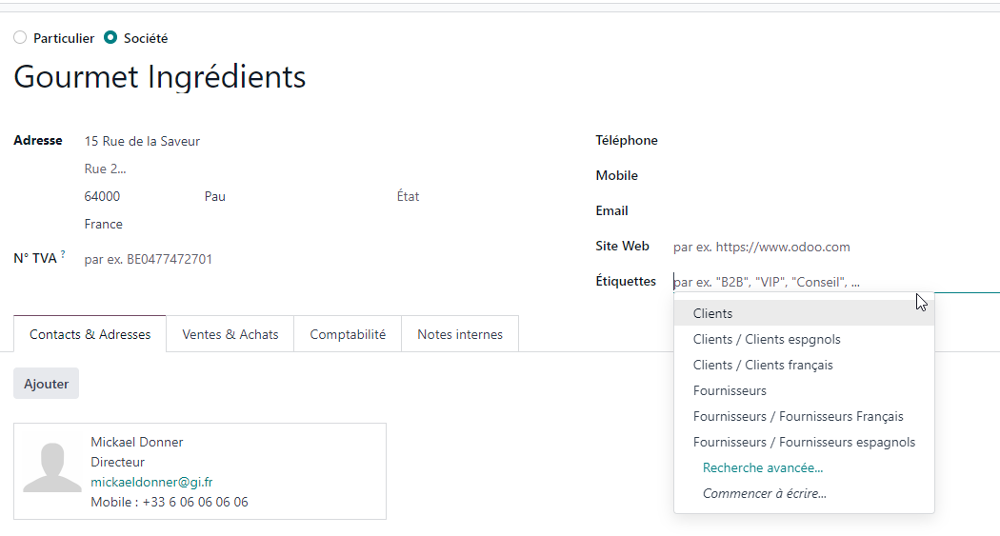 Particulier Société
Gourmet Ingrédients
Adresse 15 Rue de la Saveur
Rue 2...
64000 Pau État
France
N° TVA ? par ex. BE0477472701
Téléphone
Mobile
Email
Site Web par ex. https://www.odoo.com
Étiquettes par ex. "B2B", "VIP", "Conseil", ...
Clients
Clients / Clients espgnols
Clients / Clients français
Fournisseurs
Fournisseurs / Fournisseurs Français
Fournisseurs / Fournisseurs espagnols
Recherche avancée...
Commencer à écrire...
Contacts & Adresses Ventes & Achats Comptabilité Notes internes
Ajouter
Mickael Donner
Directeur
mickaeldonner@gi.fr
Mobile : +33 6 06 06 06 06